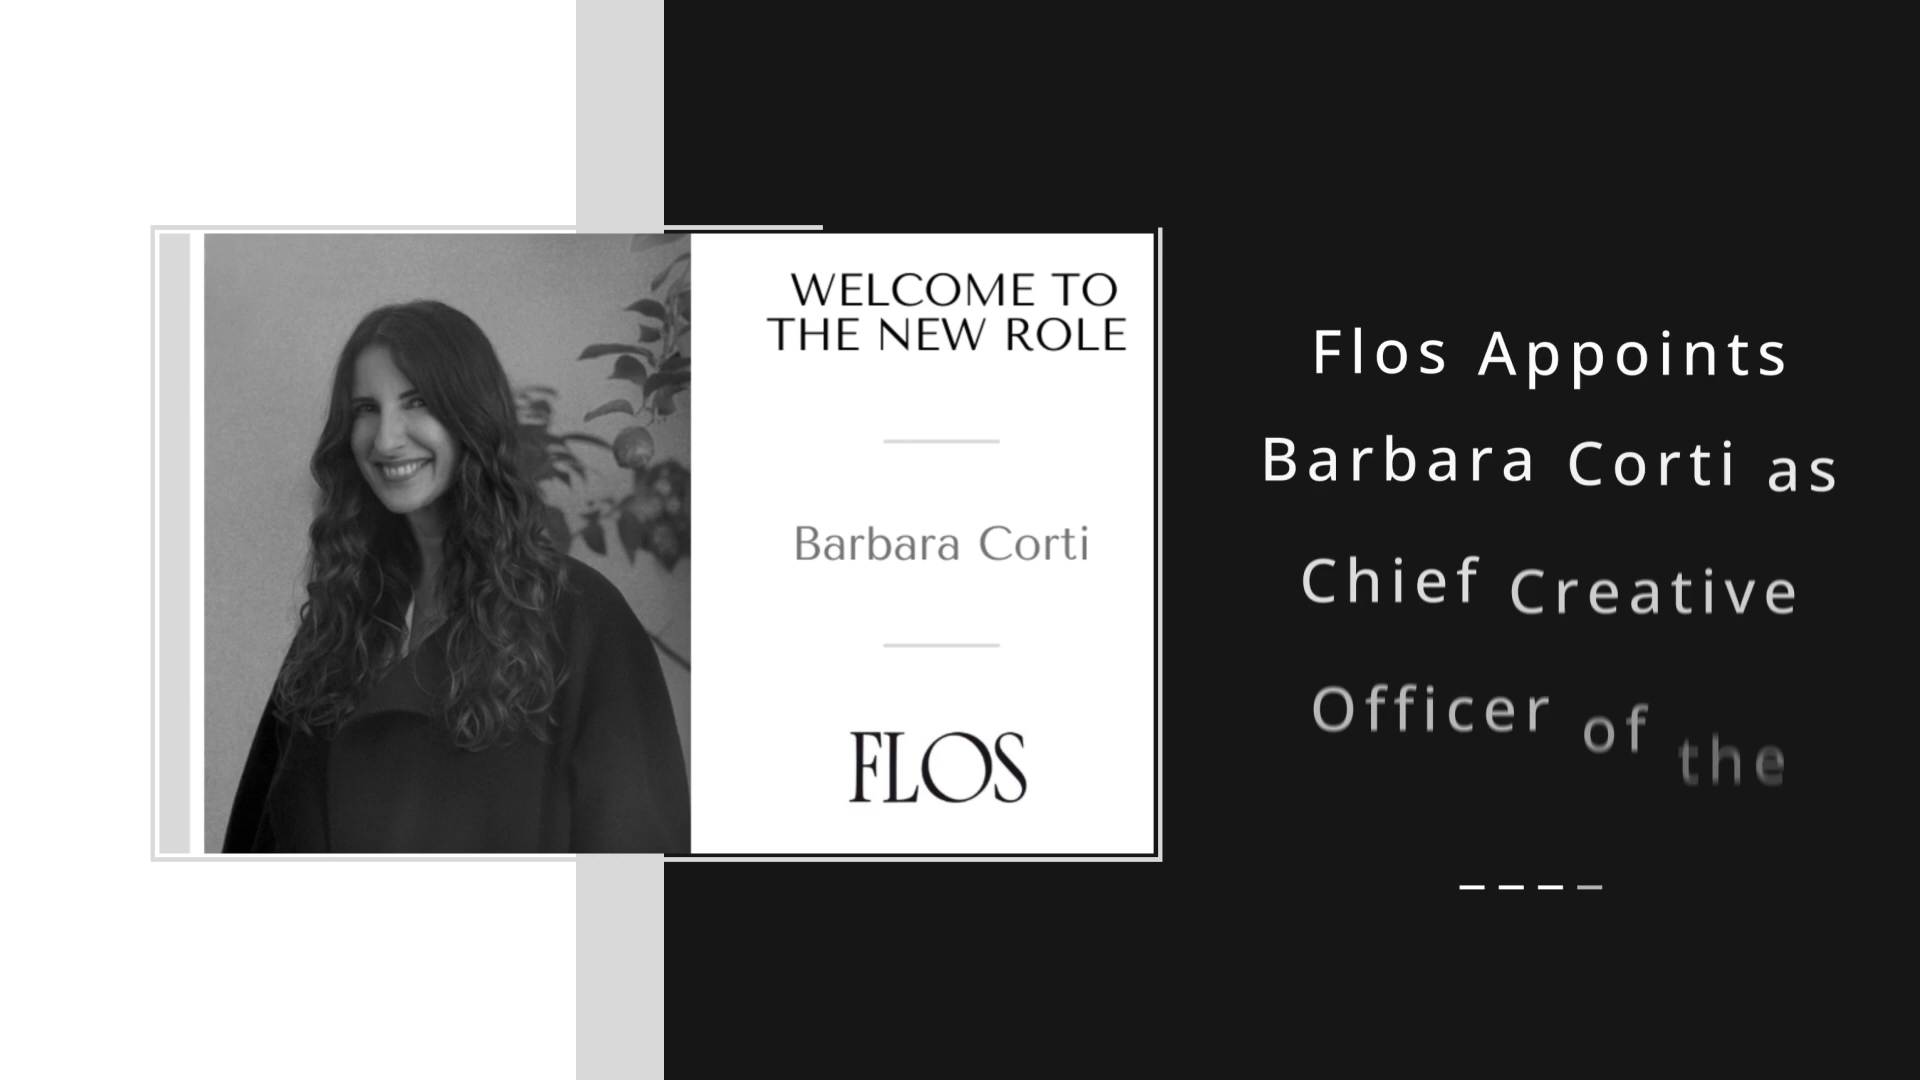 WELCOME TO
THE NEW ROLE
Barbara Corti
FLOS
Flos Appoints
Barbara Corti as
Chief Creative
Officer of the